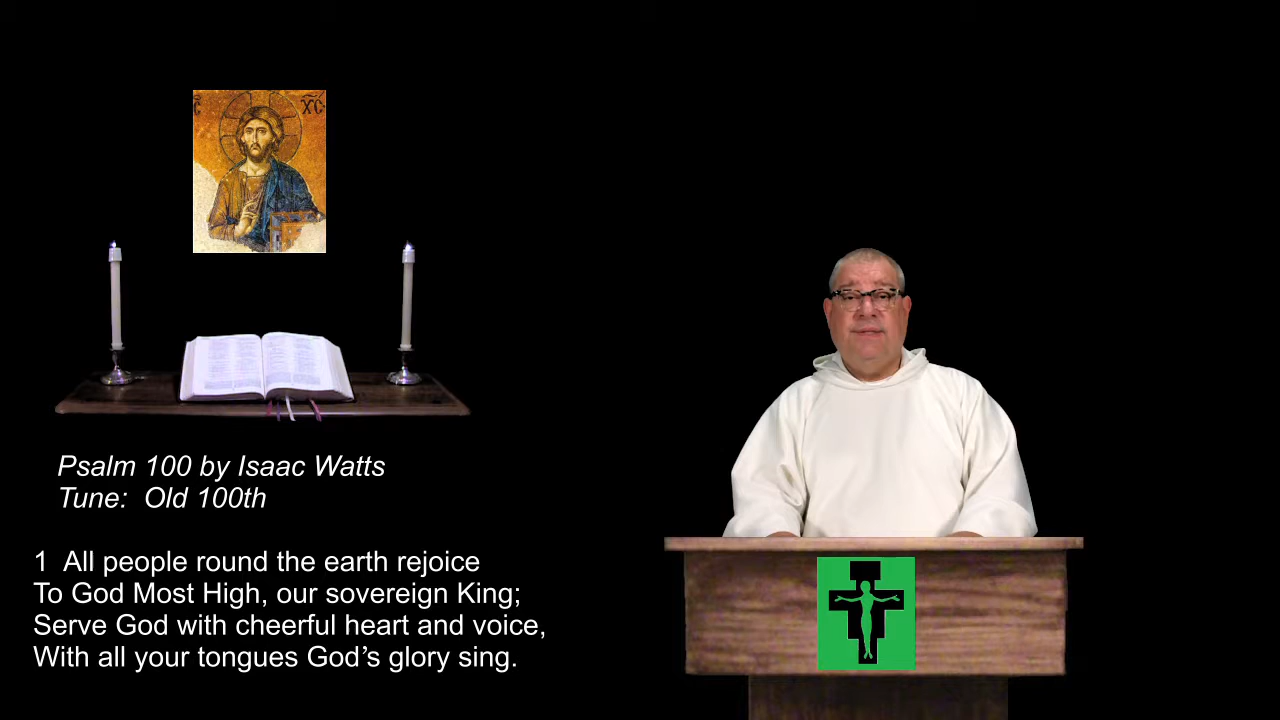 C
XC
Psalm 100 by Isaac Watts
Tune:  Old 100th
1  All people round the earth rejoice
To God Most High, our sovereign King;
Serve God with cheerful heart and voice,
With all your tongues God’s glory sing.